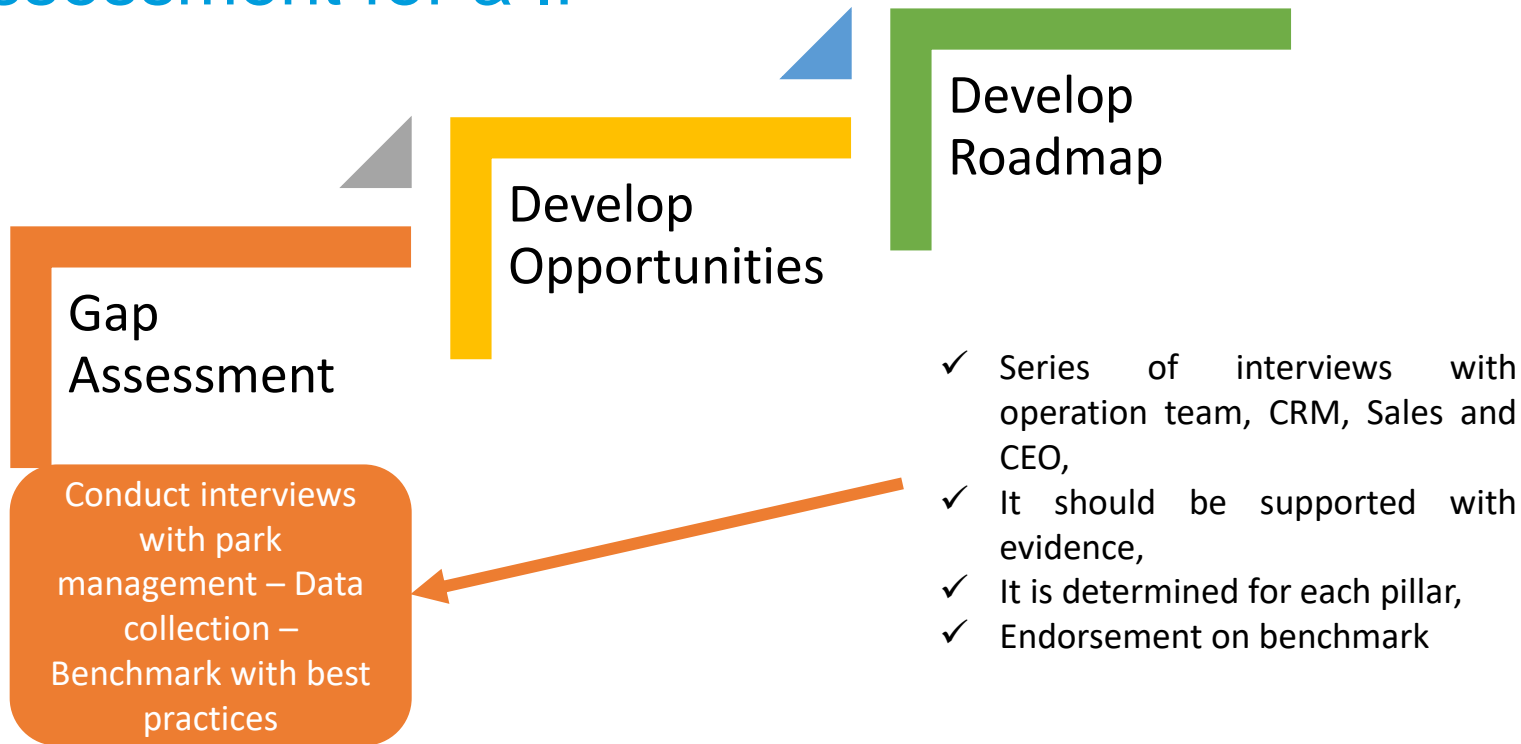 assessment for a
Develop
Roadmap
Develop
Opportunities
Gap
Assessment
✓ Series of interviews with
operation team, CRM, Sales and
CEO,
✓ It should be supported with
evidence,
✓ It is determined for each pillar,
✓ Endorsement on benchmark
Conduct interviews
with park
management – Data
collection –
Benchmark with best
practices